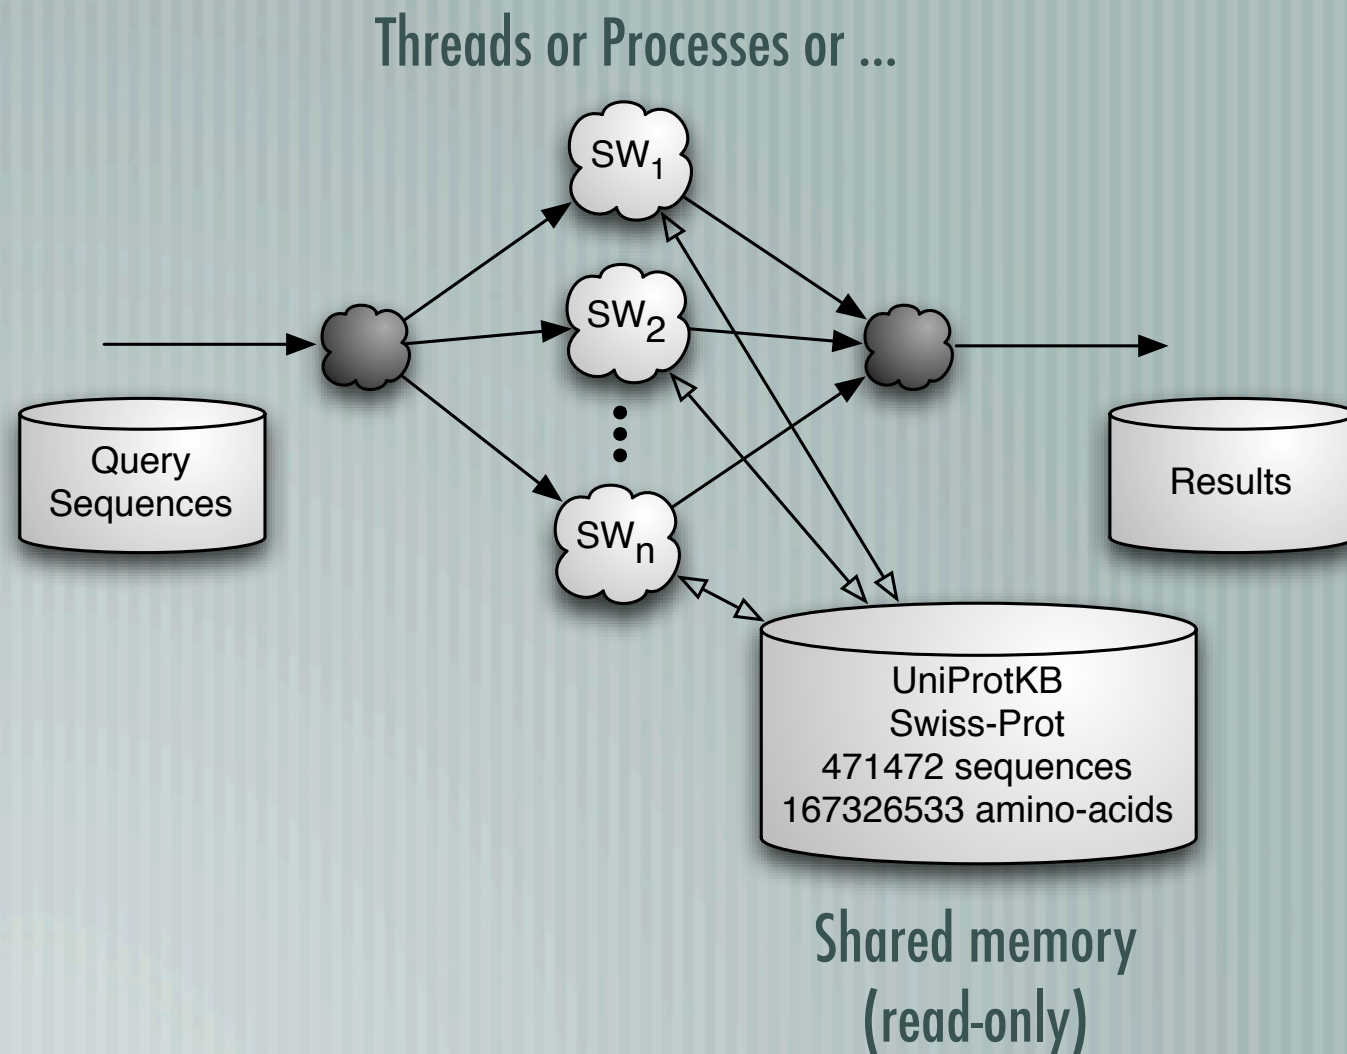 Threads or Processes or ...
SW1
SW2
SWn
Query
Sequences
Results
UniProtKB
Swiss-Prot
471472 sequences
167326533 amino-acids
Shared memory
(read-only)